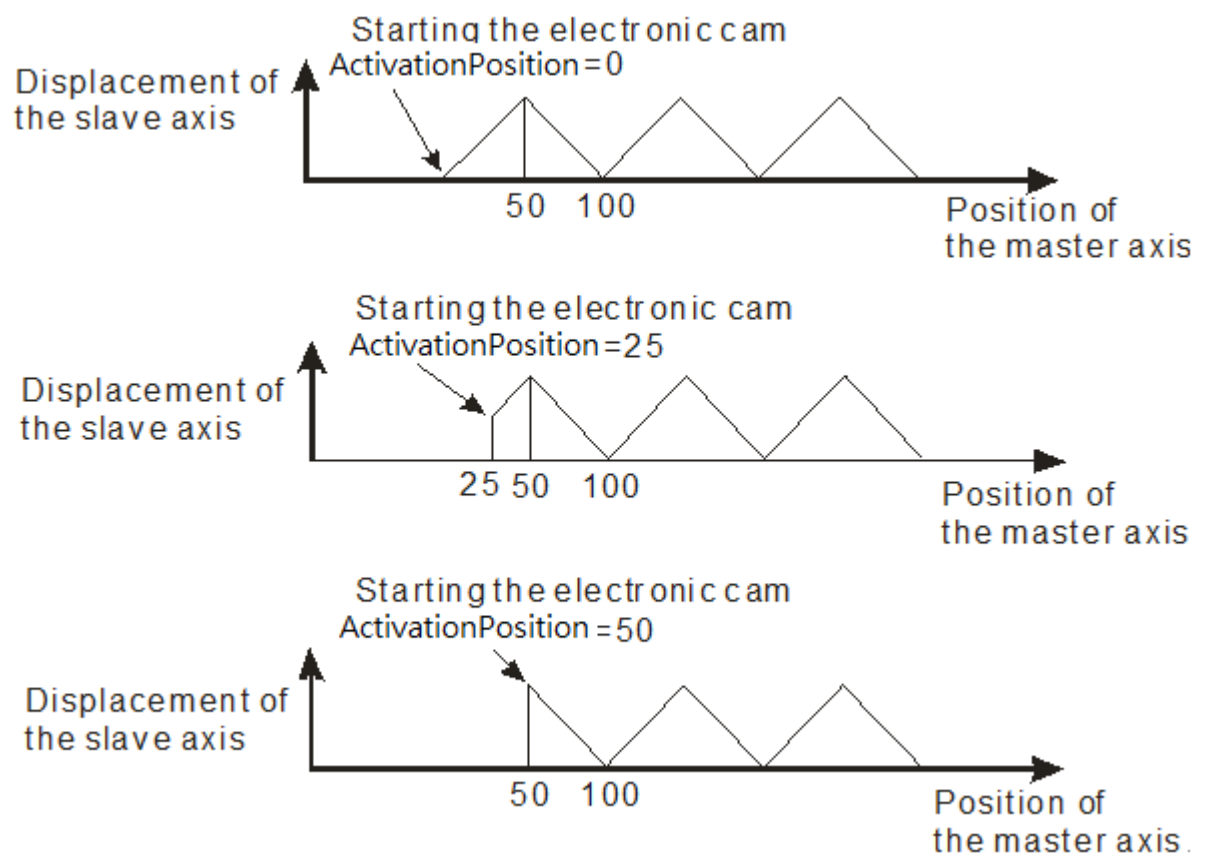 Starting the electronic cam
ActivationPosition=0
Displacement of
the slave axis
50 100
Position of
the master axis
Starting the electronic cam
ActivationPosition=25
Displacement of
the slave axis
25 50 100
Position of
the master axis
Starting the electronic cam
ActivationPosition=50
Displacement of
the slave axis
50 100
Position of
the master axis.